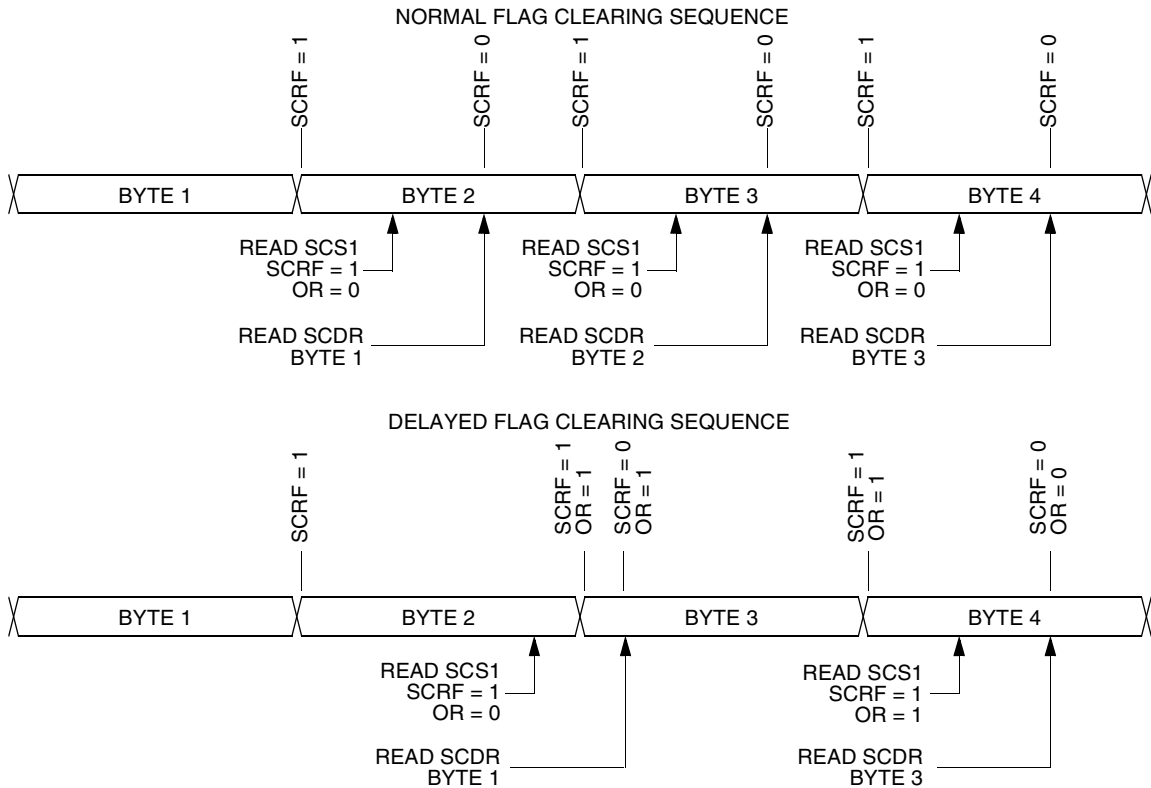 NORMAL FLAG CLEARING SEQUENCE
SCRF = 1
SCRF = 0
SCRF = 1
SCRF = 0
SCRF = 1
SCRF = 0
BYTE 1
BYTE 2
BYTE 3
BYTE 4
READ SCS1
SCRF = 1
OR = 0
READ SCS1
SCRF = 1
OR = 0
READ SCS1
SCRF = 1
OR = 0
READ SCDR
BYTE 1
READ SCDR
BYTE 2
READ SCDR
BYTE 3
DELAYED FLAG CLEARING SEQUENCE
SCRF = 1
SCRF = 1
OR = 1
SCRF = 0
OR = 1
SCRF = 1
OR = 1
SCRF = 0
OR = 0
BYTE 1
BYTE 2
BYTE 3
BYTE 4
READ SCS1
SCRF = 1
OR = 0
READ SCS1
SCRF = 1
OR = 1
READ SCDR
BYTE 1
READ SCDR
BYTE 3